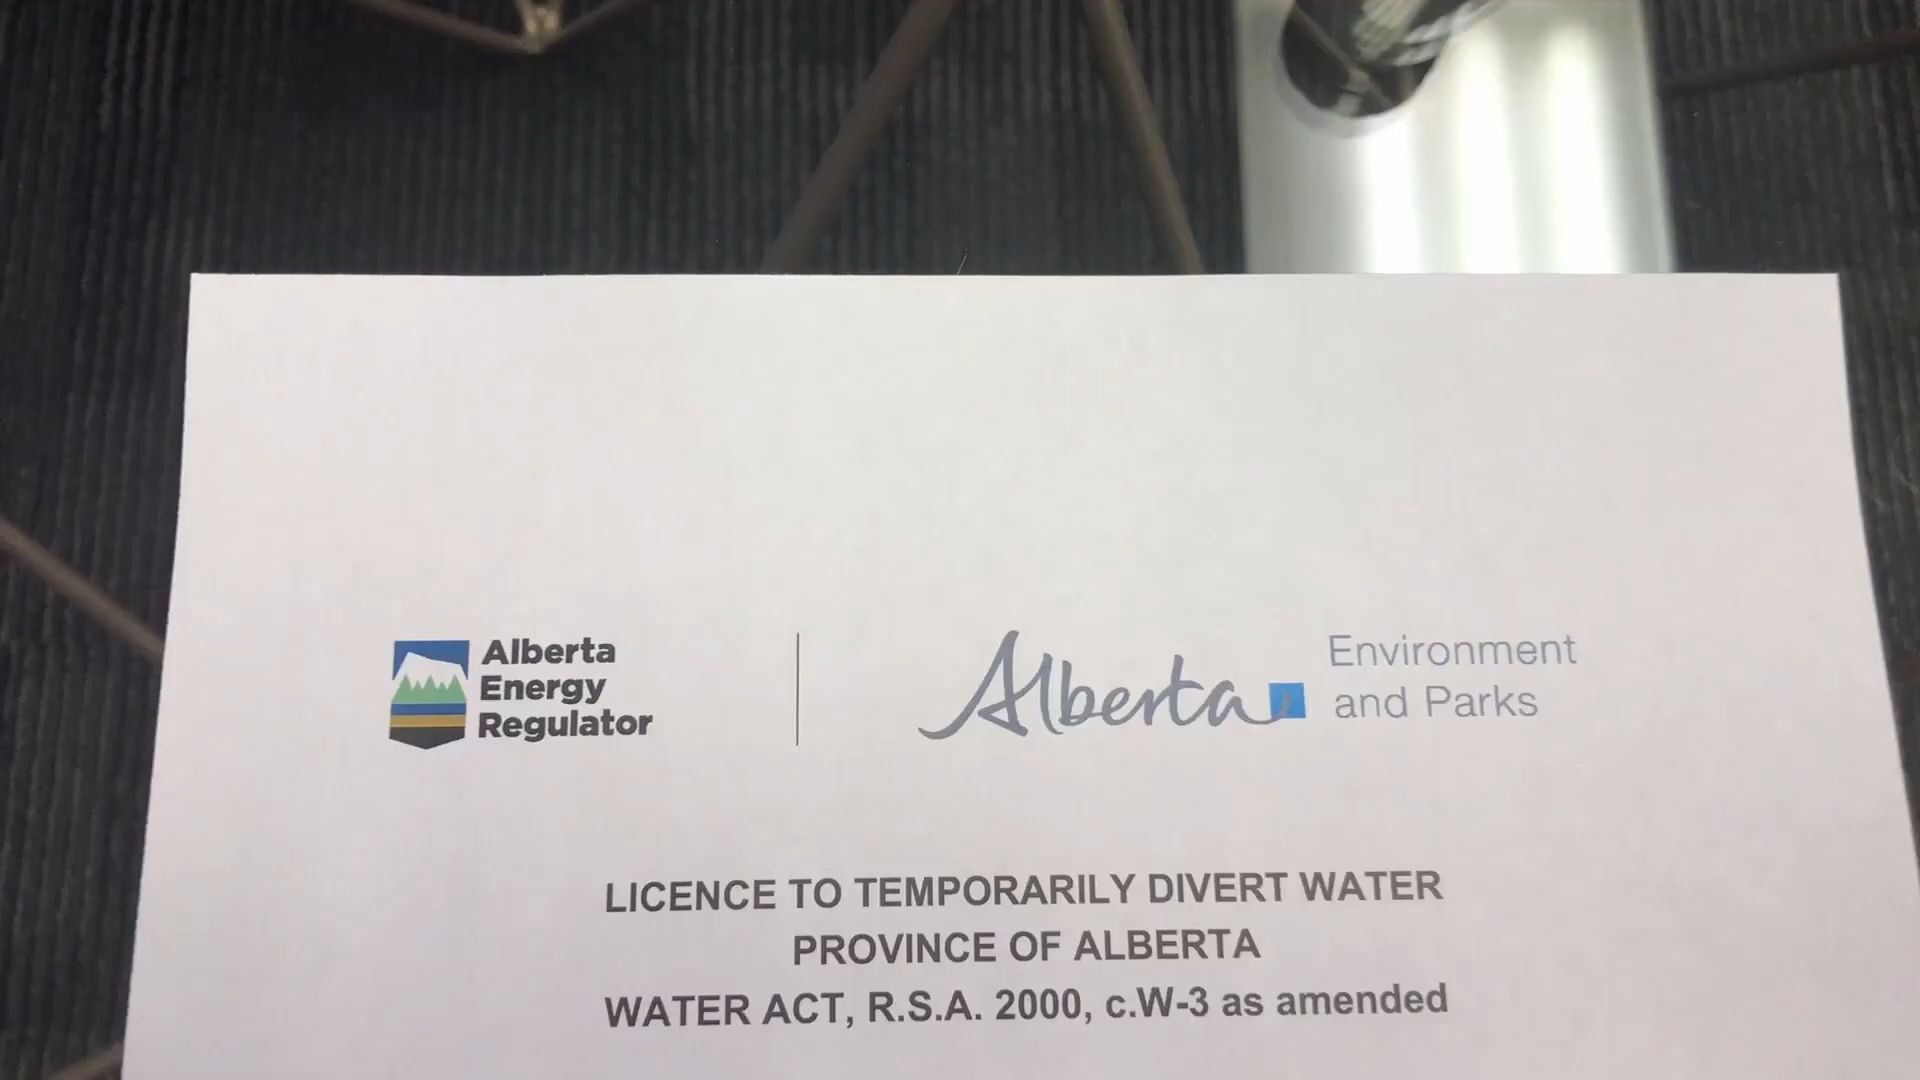 Alberta
Energy
Regulator
Alberta
Environment
and Parks
LICENCE TO TEMPORARILY DIVERT WATER
PROVINCE OF ALBERTA
WATER ACT, R.S.A. 2000, c.W-3 as amended